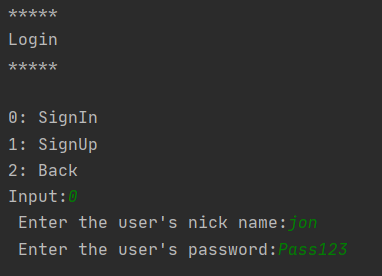 *****
Login
*****
0: SignIn
1: SignUp
2: Back
Input:0
Enter the user's nick name:jon
Enter the user's password:Pass123